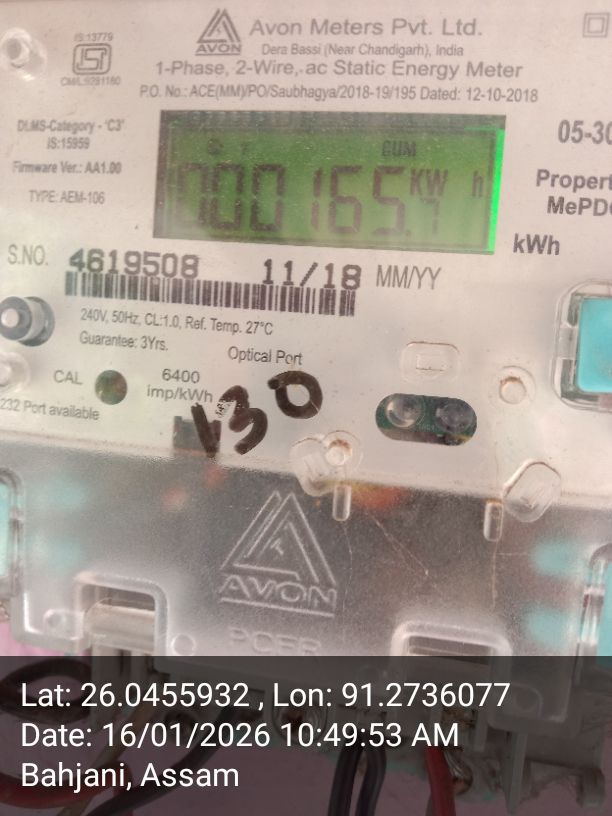 IS:13779
CM/L 9281180
AVON
Avon Meters Pvt. Ltd.
Dera Bassi (Near Chandigarh), India
1-Phase, 2-Wire, ac Static Energy Meter
P.O. No.: ACE(MM)/PO/Saubhagya/2018-19/195 Dated: 12-10-2018
DLMS-Category - 'C3'
IS:15959
Firmware Ver.: AA1.00
TYPE: AEM-106
CUM
000165.7 KW h
05-30
Propert
MePD
kWh
S.NO. 4619508 11/18 MM/YY
240V, 50Hz, CL:1.0, Ref. Temp. 27°C
Guarantee: 3Yrs.
Optical Port
CAL
6400
imp/kWh
232 Port available
130
AVON
Lat: 26.0455932 , Lon: 91.2736077
Date: 16/01/2026 10:49:53 AM
Bahjani, Assam